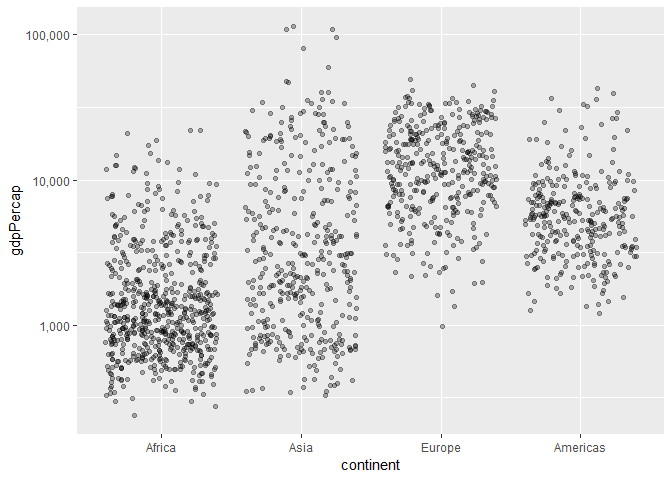 100,000
10,000
1,000
gdpPercap
Africa Asia Europe Americas
continent